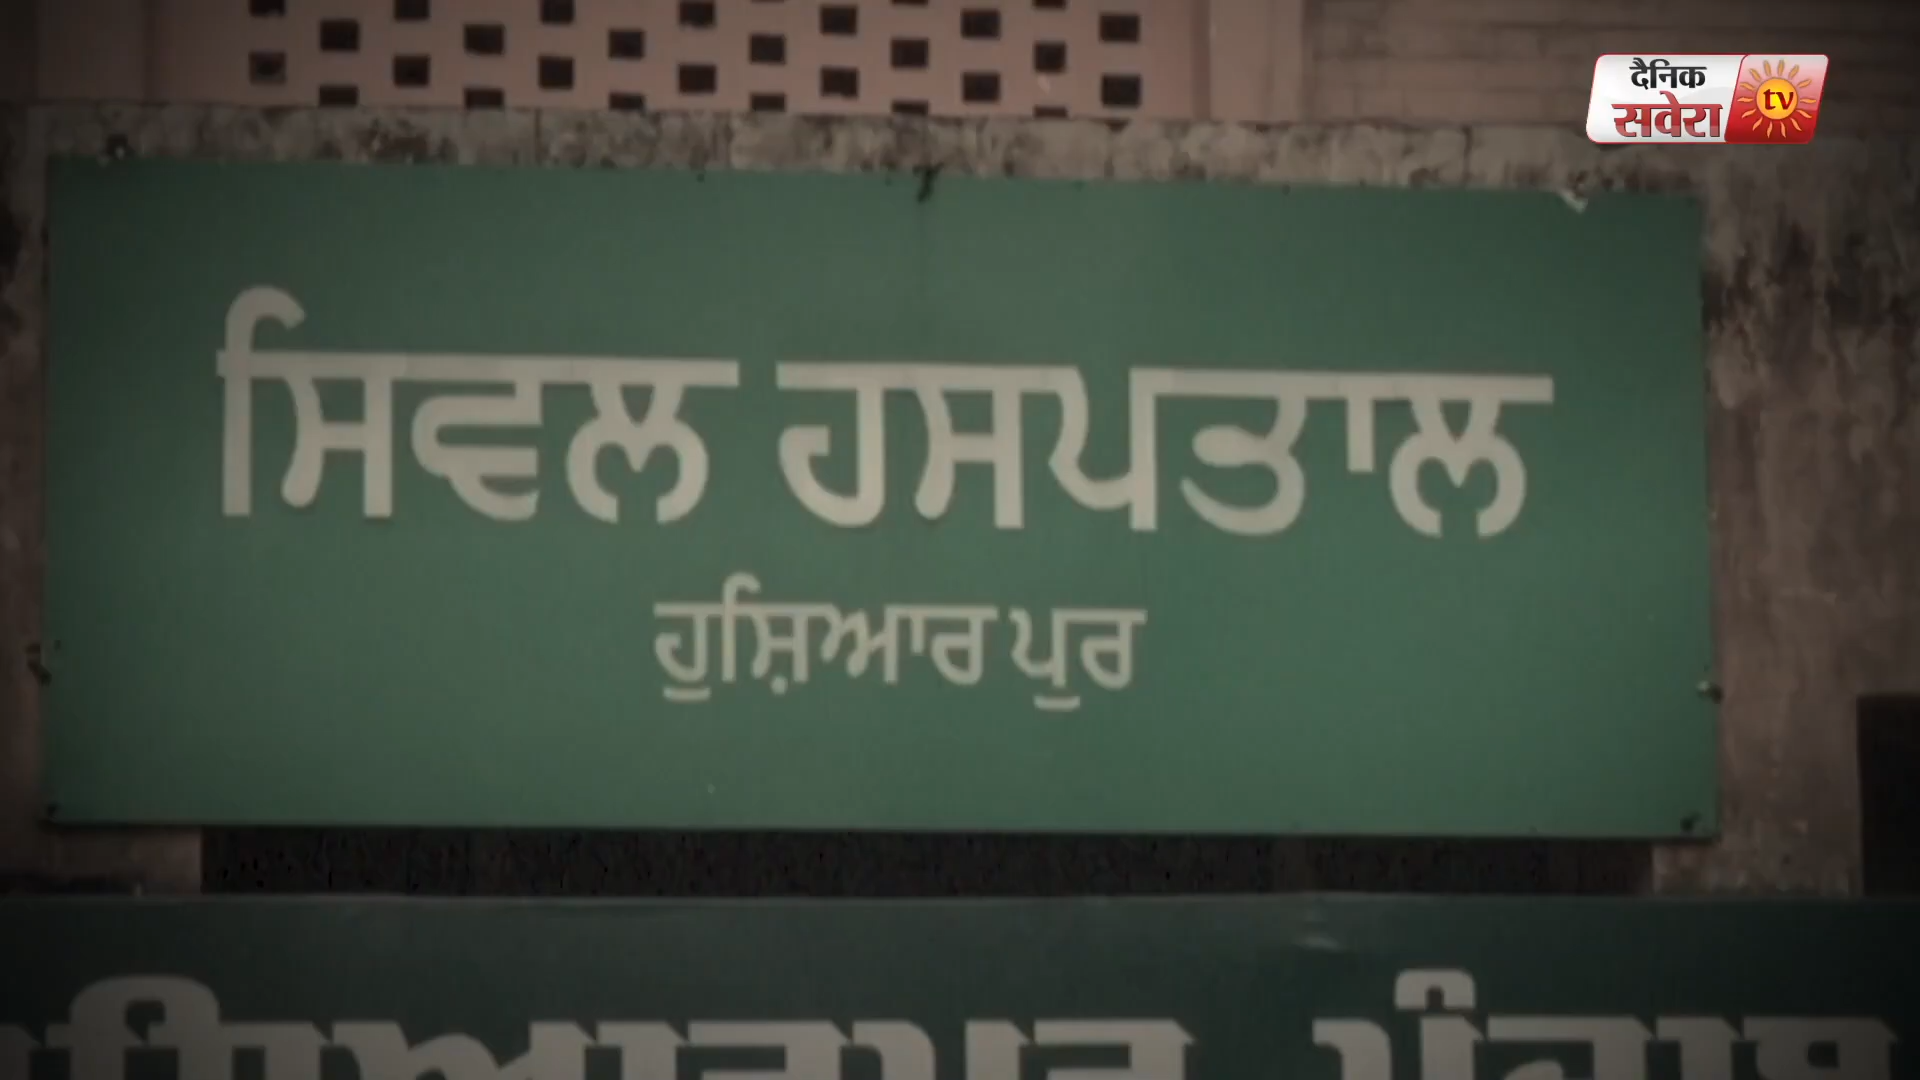 दैनिक
सवेरा tv
ਸਿਵਲ ਹਸਪਤਾਲ
ਹੁਸ਼ਿਆਰ ਪੁਰ